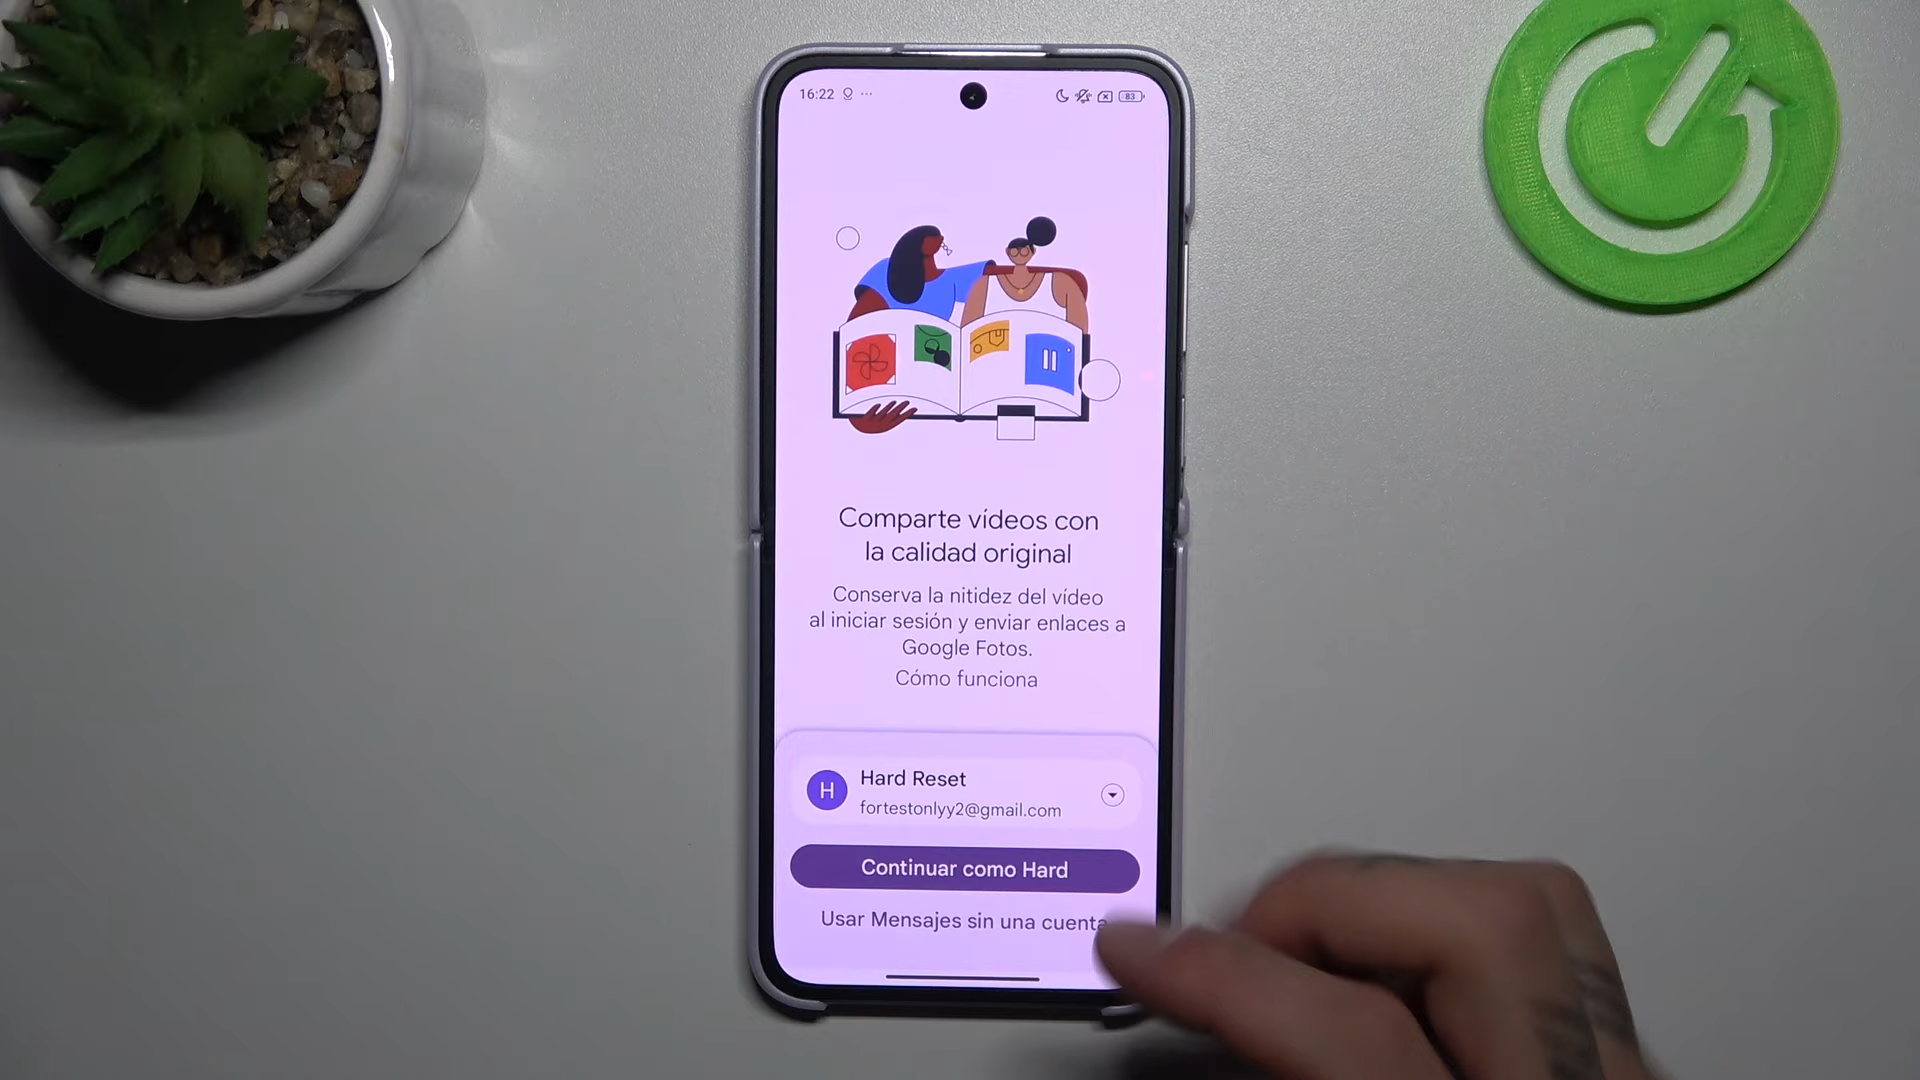 16:22
83
Comparte vídeos con
la calidad original
Conserva la nitidez del vídeo
al iniciar sesión y enviar enlaces a
Google Fotos.
Cómo funciona
H
Hard Reset
fortestonlyy2@gmail.com
Continuar como Hard
Usar Mensajes sin una cuenta